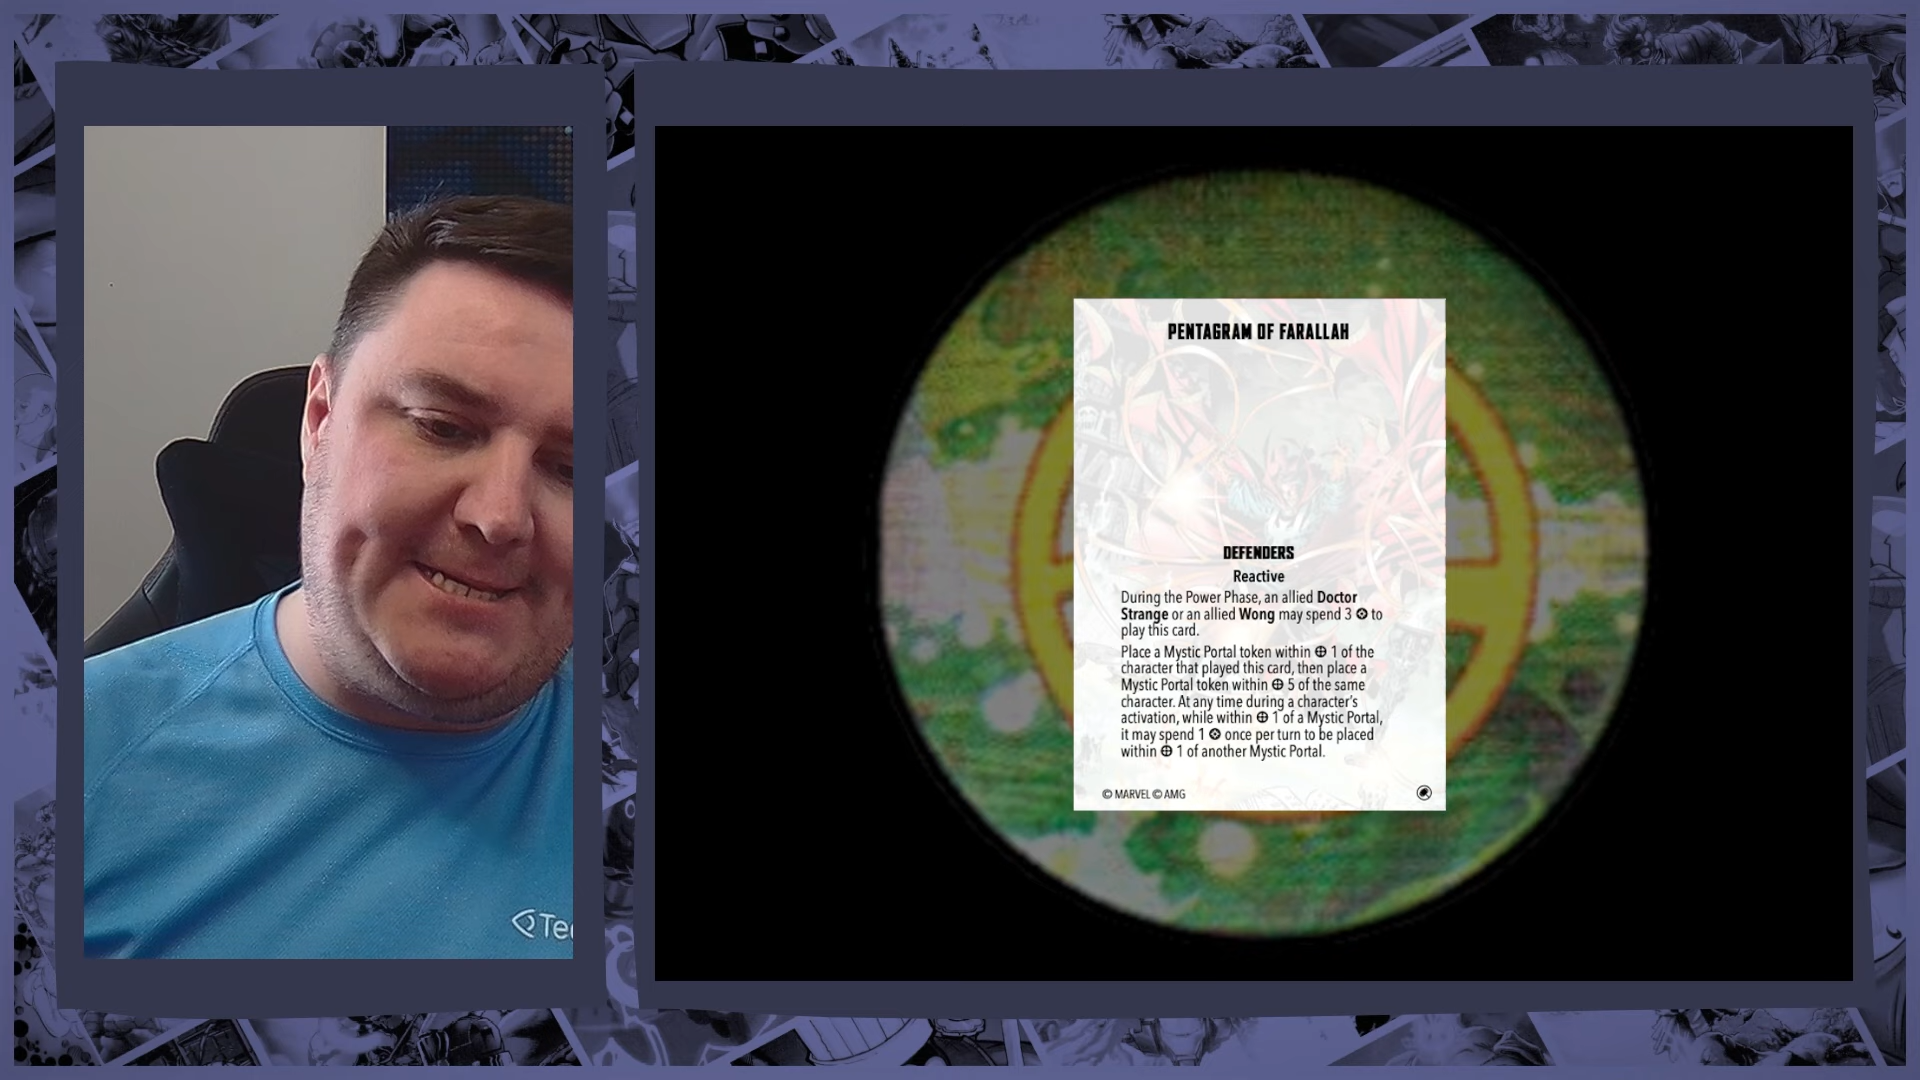 PENTAGRAM OF FARALLAH
DEFENDERS
Reactive
During the Power Phase, an allied Doctor
Strange or an allied Wong may spend 3 to
play this card.
Place a Mystic Portal token within 1 of the
character that played this card, then place a
Mystic Portal token within 5 of the same
character. At any time during a character's
activation, while within 1 of a Mystic Portal,
it may spend 1 once per turn to be placed
within 1 of another Mystic Portal.
© MARVEL © AMG